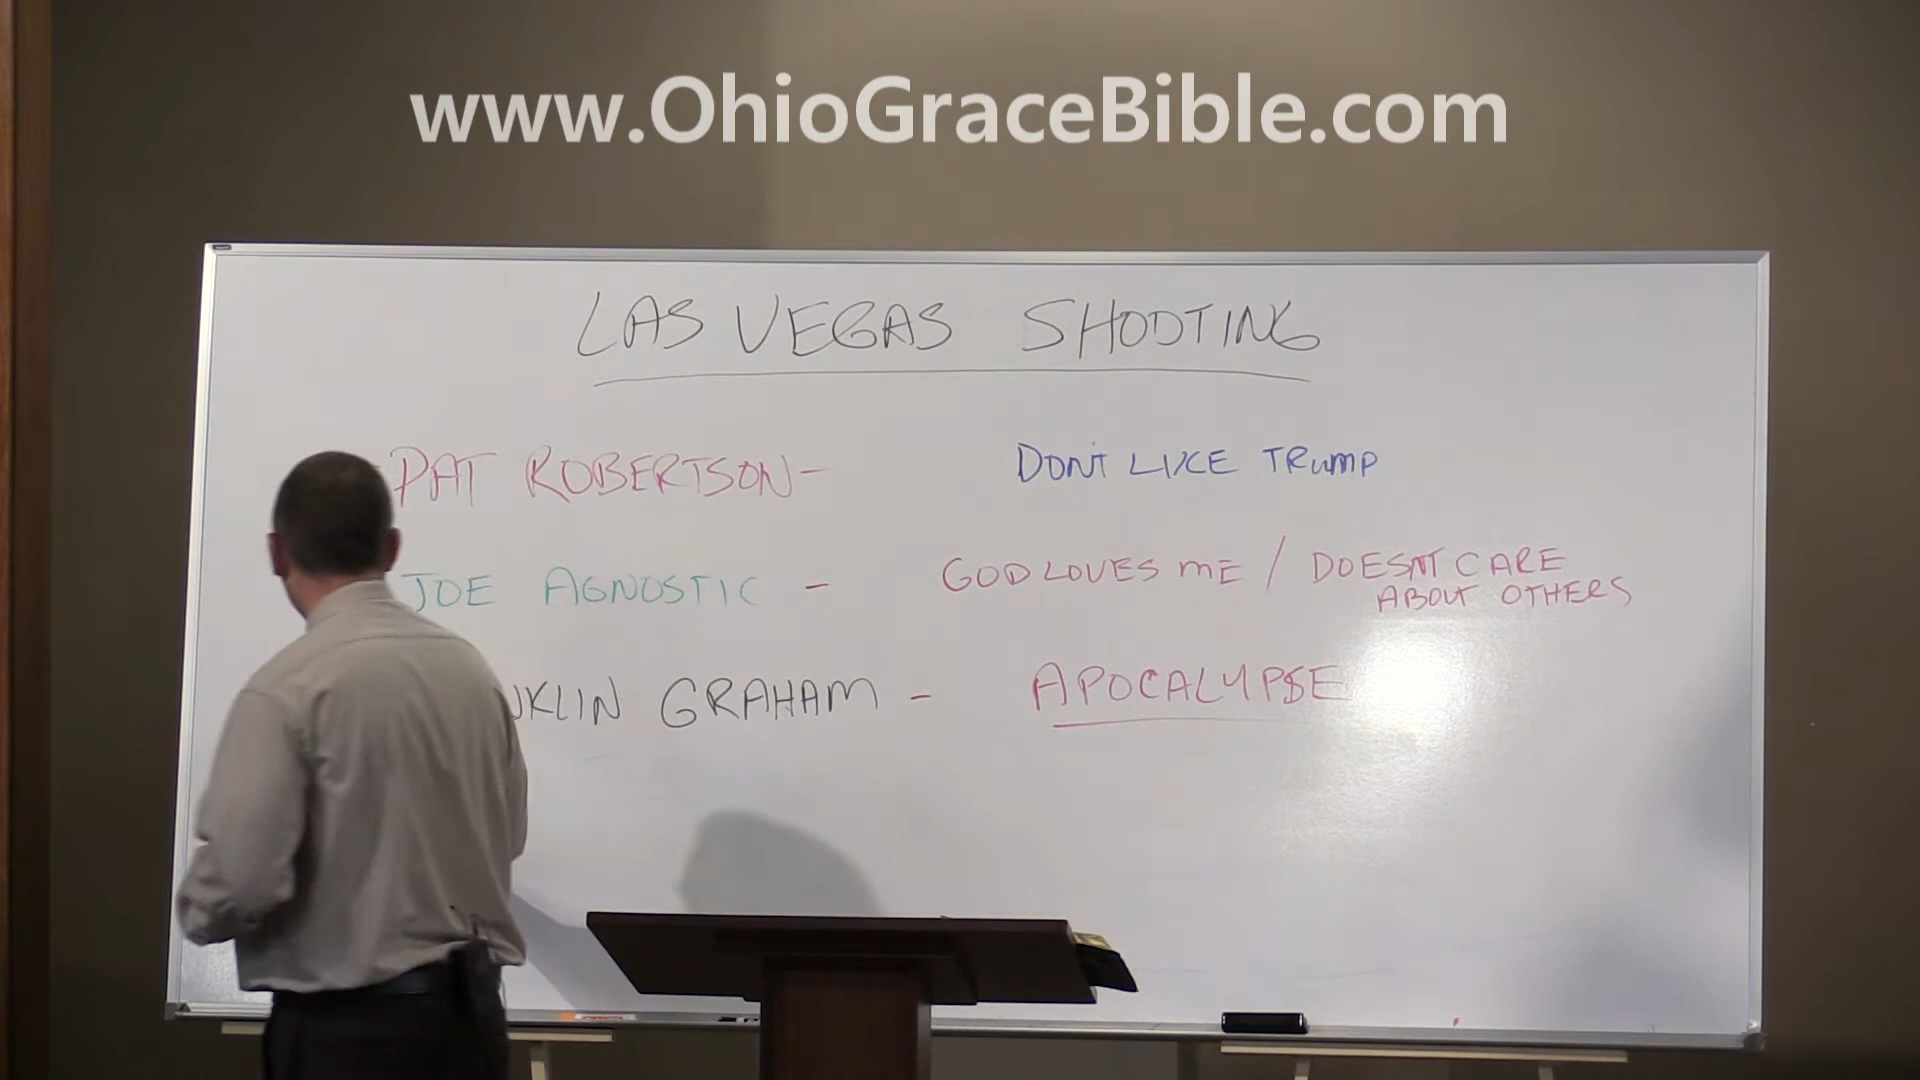 www.OhioGraceBible.com
LAS VEGAS SHOOTING
PAT ROBERTSON- DONT LIKE TRUMP
JOE AGNOSTIC - GOD LOVES ME / DOESNT CARE
ABOUT OTHERS
GRAHAM - APOCALYPSE